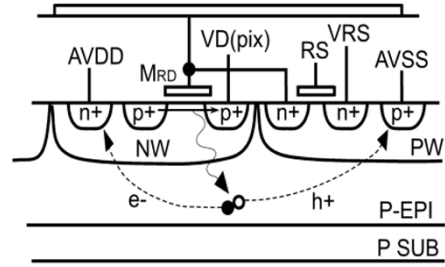 VD(pix)
VRS
RS
AVDD
AVSS
MRD
n+ p+ p+ n+ n+ p+
NW
PW
e-
h+
P-EPI
P SUB